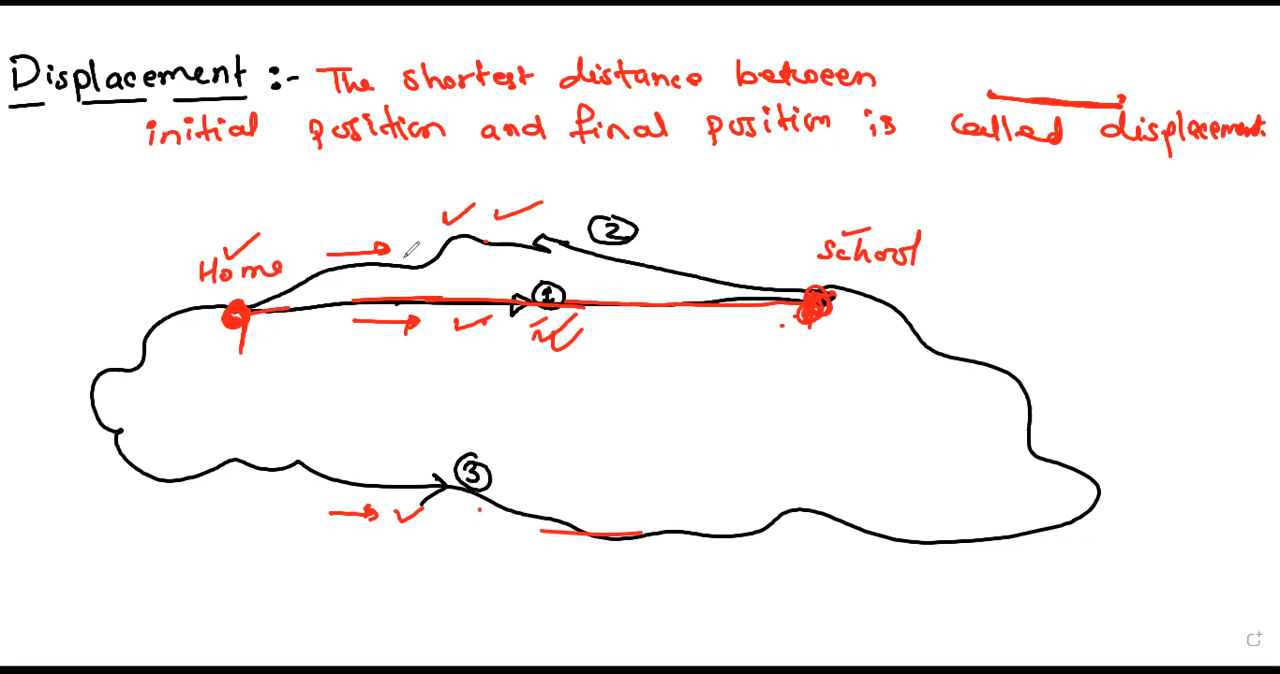 Displacement :- The shortest distance between
initial position and final position is called displacement.
2
School
Home
1
3